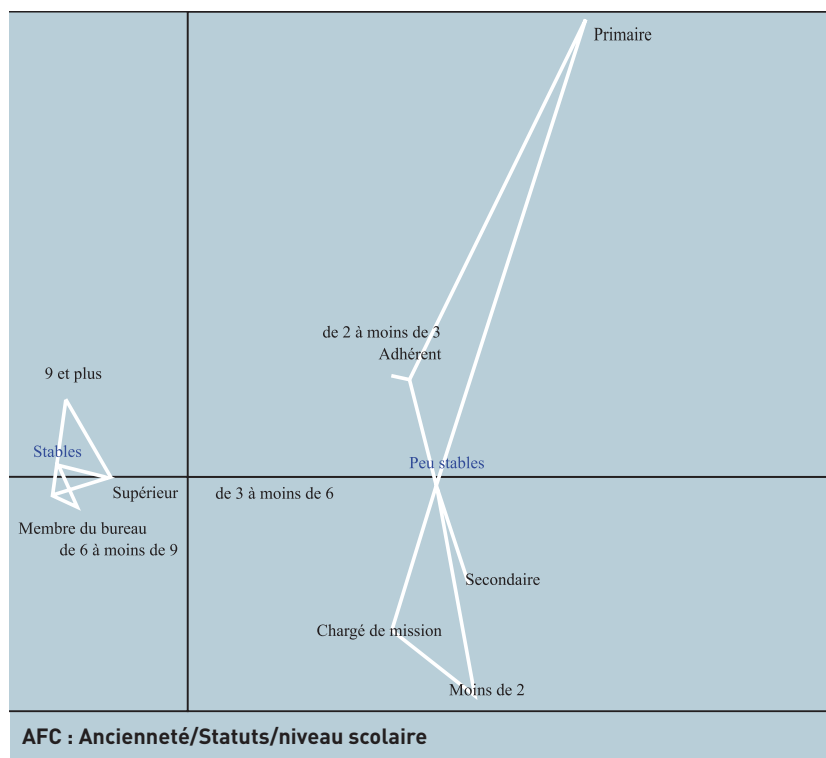 Primaire
de 2 à moins de 3
Adhérent
9 et plus
Stables
Peu stables
Supérieur
de 3 à moins de 6
Membre du bureau
de 6 à moins de 9
Secondaire
Chargé de mission
Moins de 2
AFC : Ancienneté/Statuts/niveau scolaire